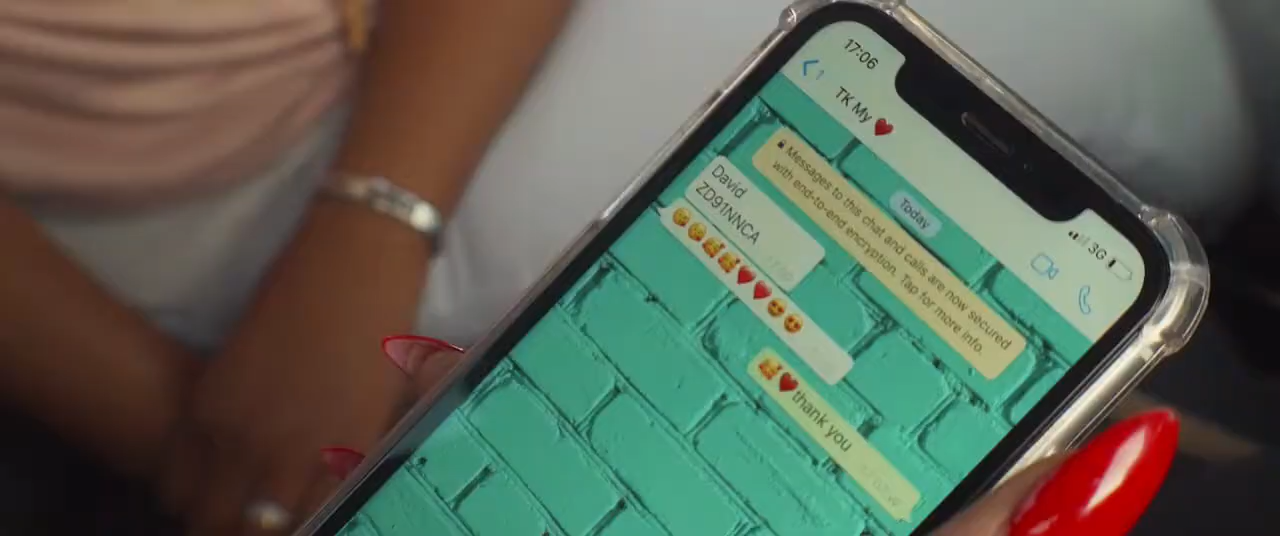 17:06
1
TK My ❤️
3G
Messages to this chat and calls are now secured
with end-to-end encryption. Tap for more info.
Today
David
ZD91NNCA
😘😘🥰🥰❤️❤️😍😍
🥰❤️thank you